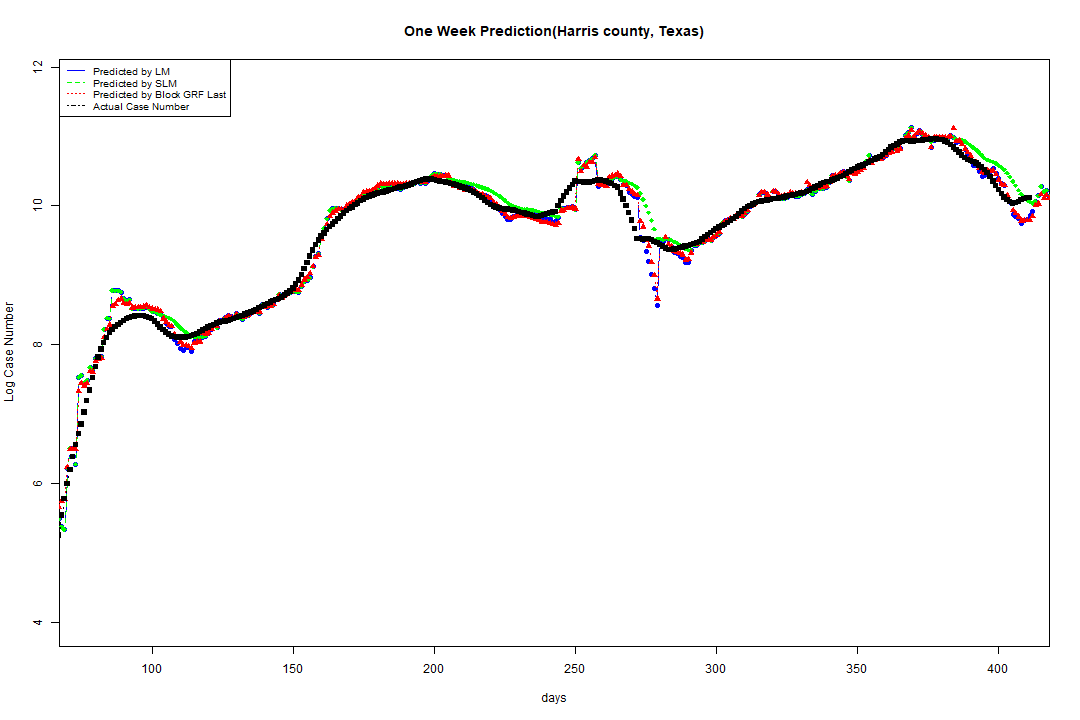 One Week Prediction(Harris county, Texas)
12
Predicted by LM
Predicted by SLM
Predicted by Block GRF Last
Actual Case Number
10
8
6
4
Log Case Number
100 150 200 250 300 350 400
days